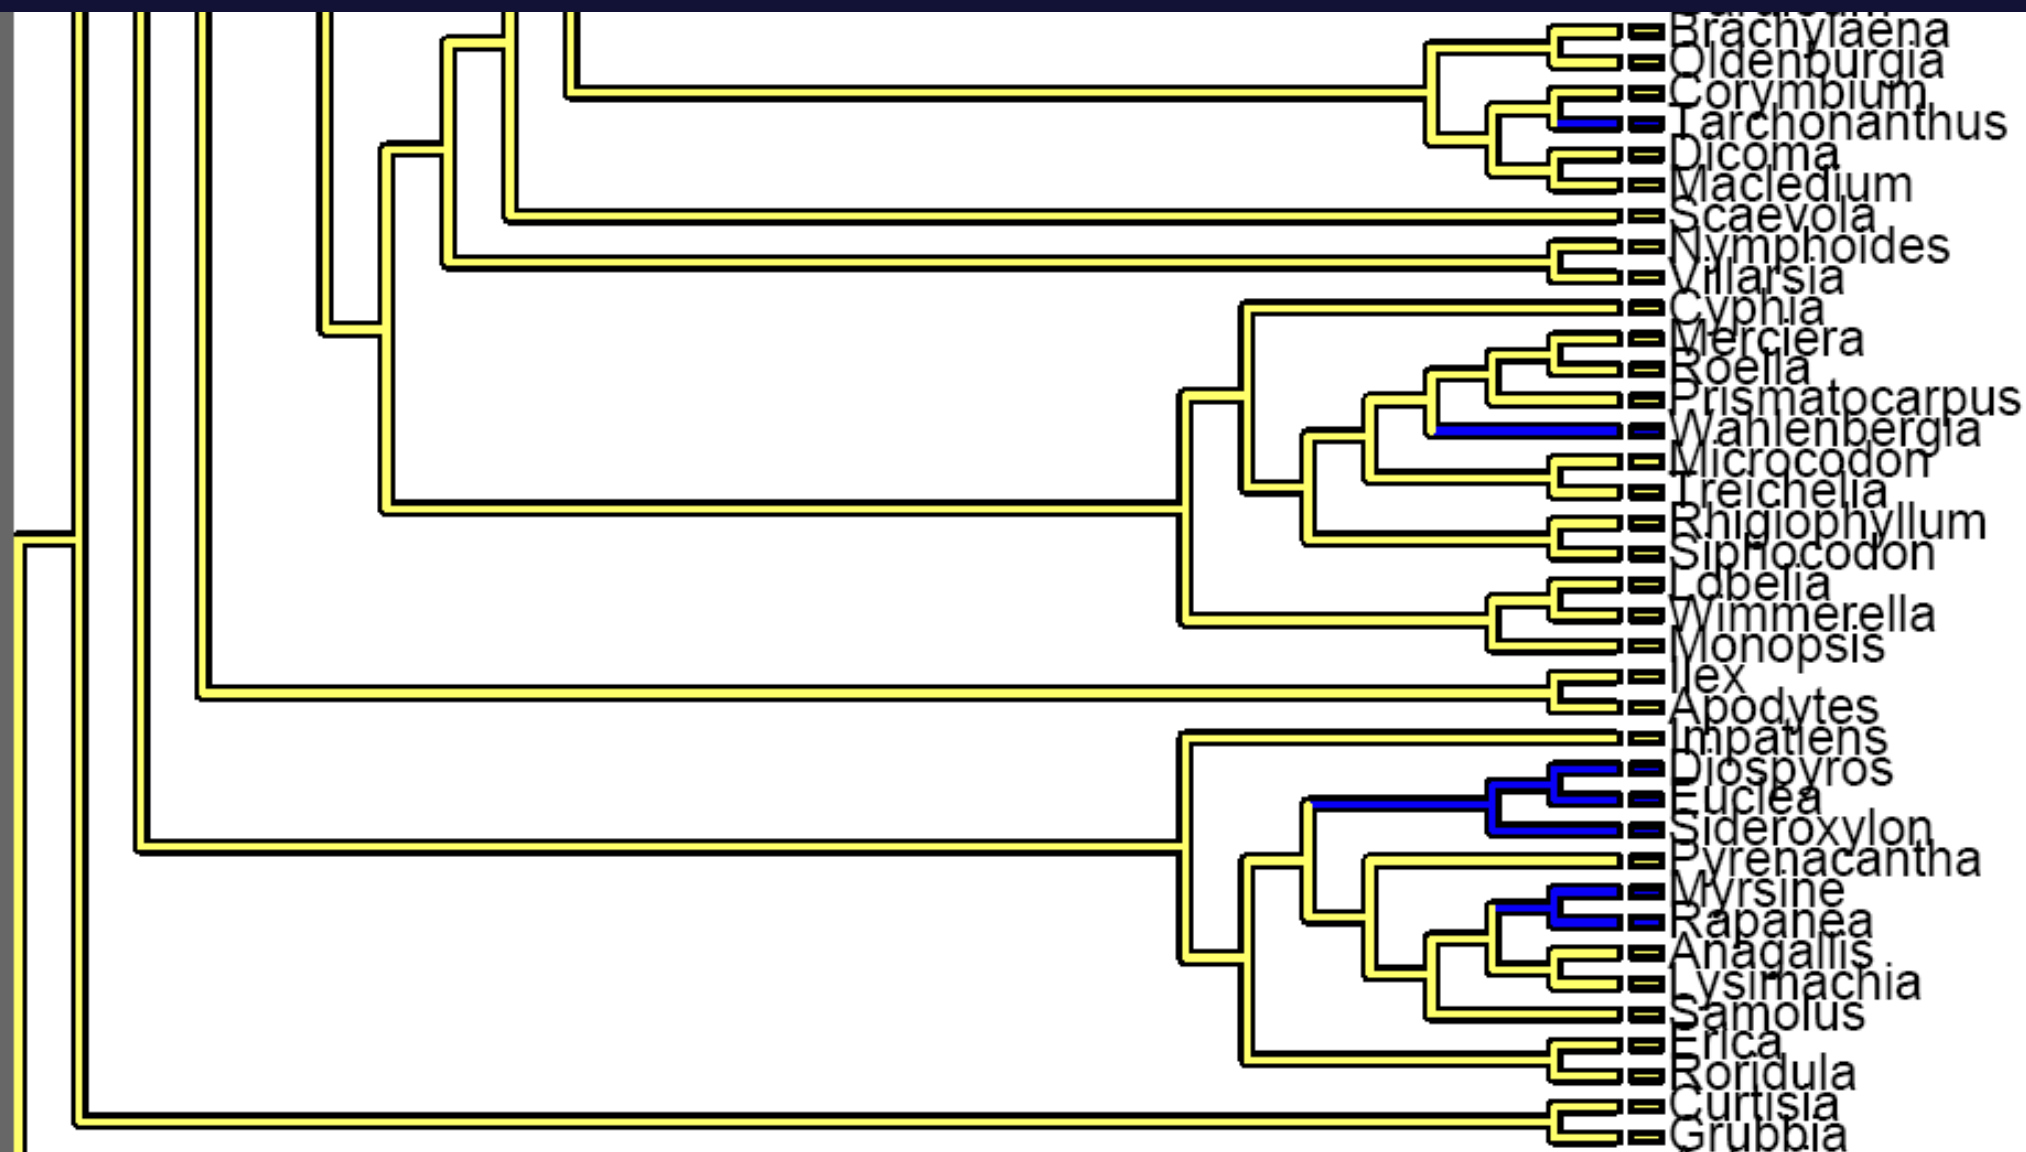 Brachylaena
Oldenburgia
Corymbium
Tarchonanthus
Dicoma
Macledium
Scaevola
Nymphoides
Villarsia
Cyphia
Merciera
Roella
Prismatocarpus
Wahlenbergia
Microcodon
Treichelia
Rhigiophyllum
Siphocodon
Lobelia
Wimmerella
Monopsis
Ilex
Apodytes
Impatiens
Diospyros
Euclea
Sideroxylon
Pyrenacantha
Myrsine
Rapanea
Anagallis
Lysimachia
Samolus
Erica
Roridula
Curtisia
Grubbia